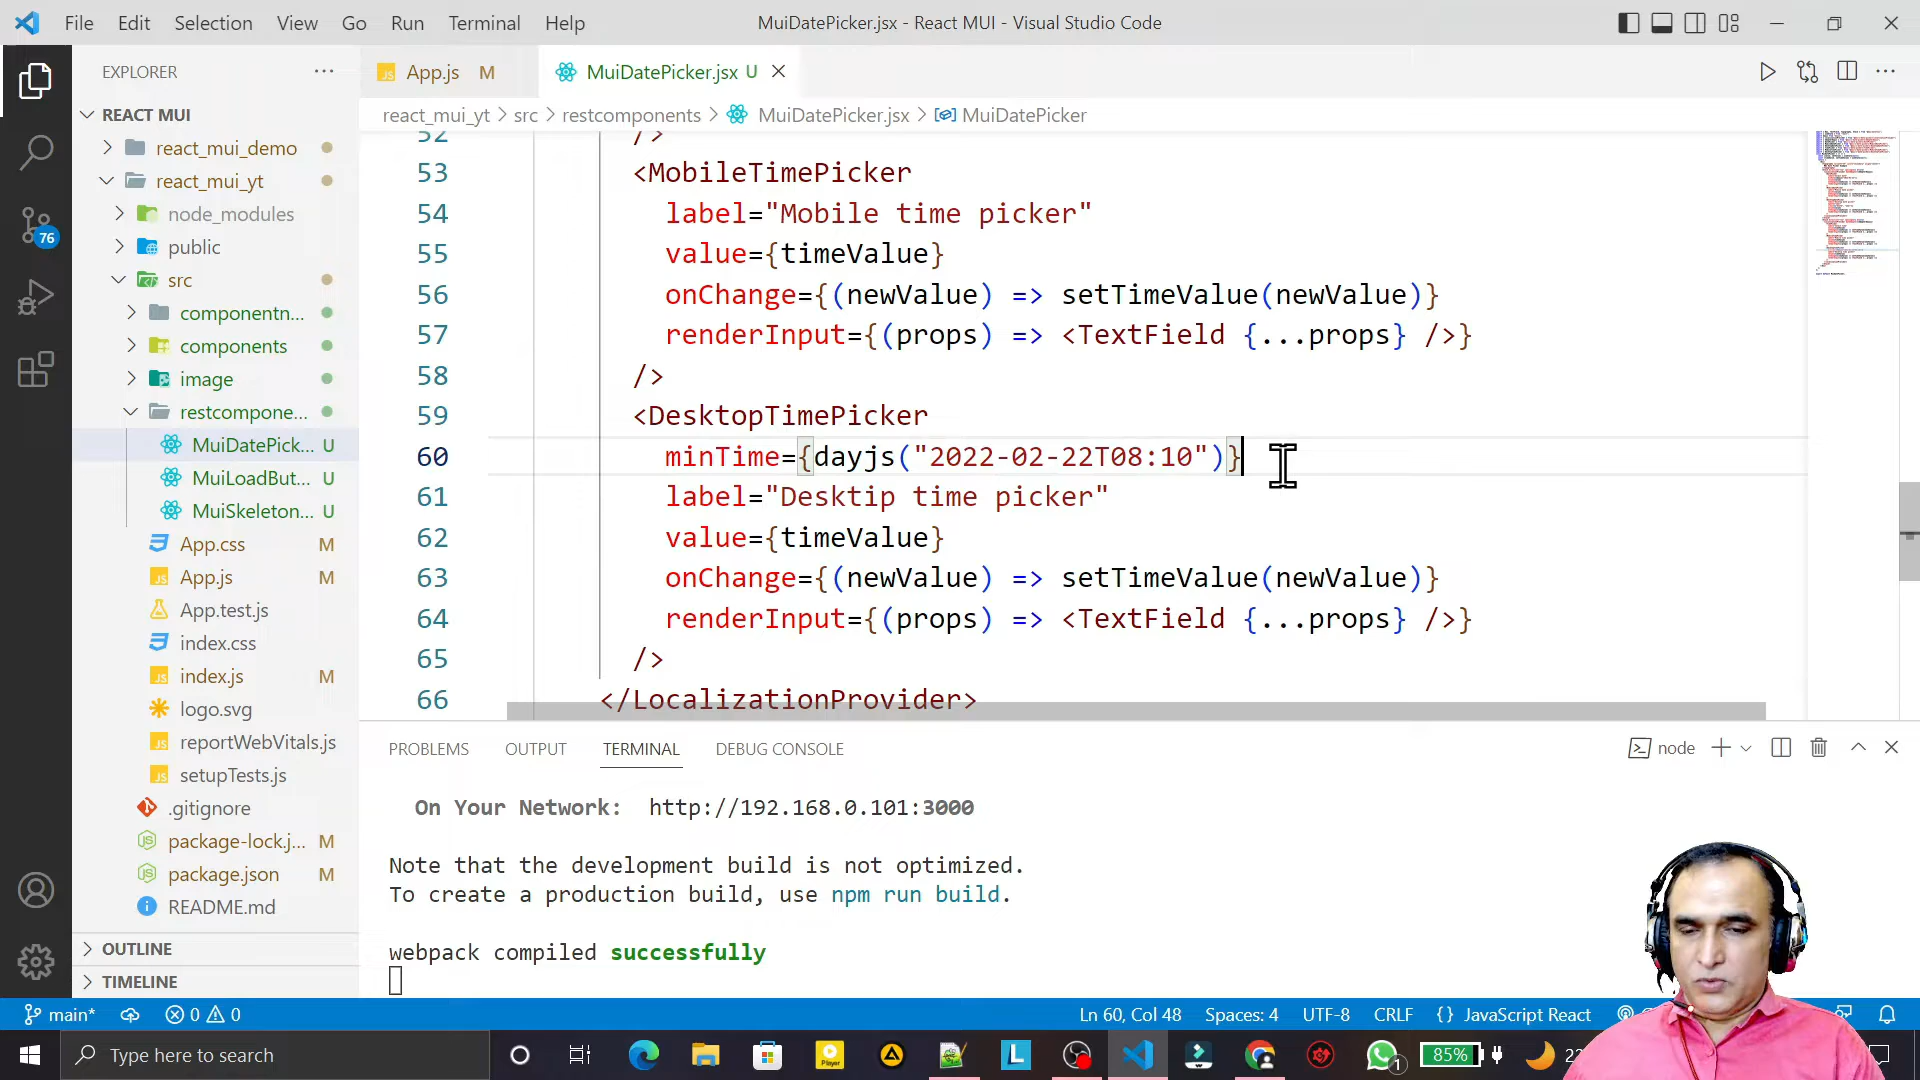 File Edit Selection View Go Run Terminal Help
MuiDatePicker.jsx - React MUI - Visual Studio Code
EXPLORER
App.js M
MuiDatePicker.jsx U
REACT MUI
react_mui_yt > src > restcomponents > MuiDatePicker.jsx > MuiDatePicker
react_mui_demo
react_mui_yt
node_modules
public
src
componentn...
components
image
restcompone...
MuiDatePick... U
MuiLoadBut... U
MuiSkeleton... U
App.css M
App.js M
App.test.js
index.css
index.js M
logo.svg
reportWebVitals.js
setupTests.js
.gitignore
package-lock.j... M
package.json M
README.md
OUTLINE
TIMELINE
76
52 />
53 <MobileTimePicker
54 label="Mobile time picker"
55 value={timeValue}
56 onChange={(newValue) => setTimeValue(newValue)}
57 renderInput={(props) => <TextField {...props} />}
58 />
59 <DesktopTimePicker
60 minTime={dayjs("2022-02-22T08:10")}
61 label="Desktip time picker"
62 value={timeValue}
63 onChange={(newValue) => setTimeValue(newValue)}
64 renderInput={(props) => <TextField {...props} />}
65 />
66 </LocalizationProvider>
PROBLEMS OUTPUT TERMINAL DEBUG CONSOLE
node
On Your Network: http://192.168.0.101:3000
Note that the development build is not optimized.
To create a production build, use npm run build.
webpack compiled successfully
main* 0 0
Ln 60, Col 48 Spaces: 4 UTF-8 CRLF {} JavaScript React
Type here to search
85%